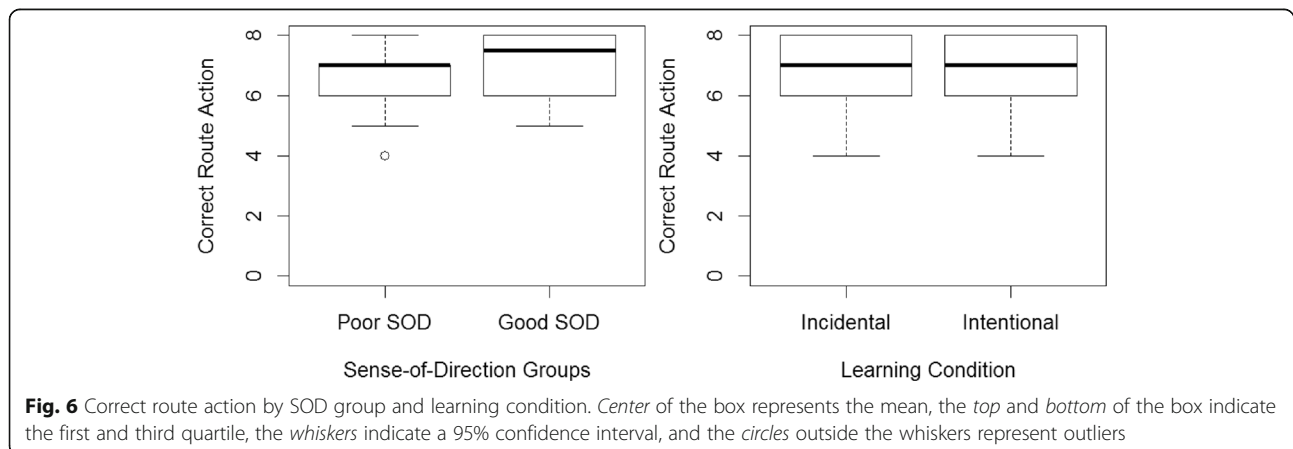 Correct Route Action
8
6
4
2
0
Poor SOD Good SOD
Sense-of-Direction Groups
Correct Route Action
8
6
4
2
0
Incidental Intentional
Learning Condition
Fig. 6 Correct route action by SOD group and learning condition. Center of the box represents the mean, the top and bottom of the box indicate
the first and third quartile, the whiskers indicate a 95% confidence interval, and the circles outside the whiskers represent outliers